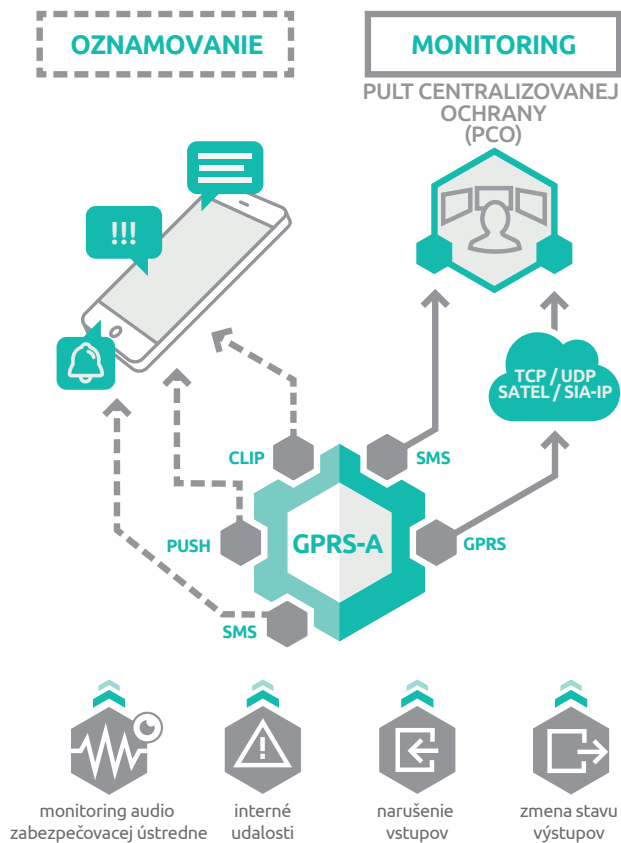 OZNAMOVANIE
MONITORING
PULT CENTRALIZOVANEJ
OCHRANY
(PCO)
!!!
TCP / UDP
SATEL / SIA-IP
CLIP
SMS
PUSH
GPRS-A
GPRS
SMS
monitoring audio
zabezpečovacej ústredne
interné
udalosti
narušenie
vstupov
zmena stavu
výstupov